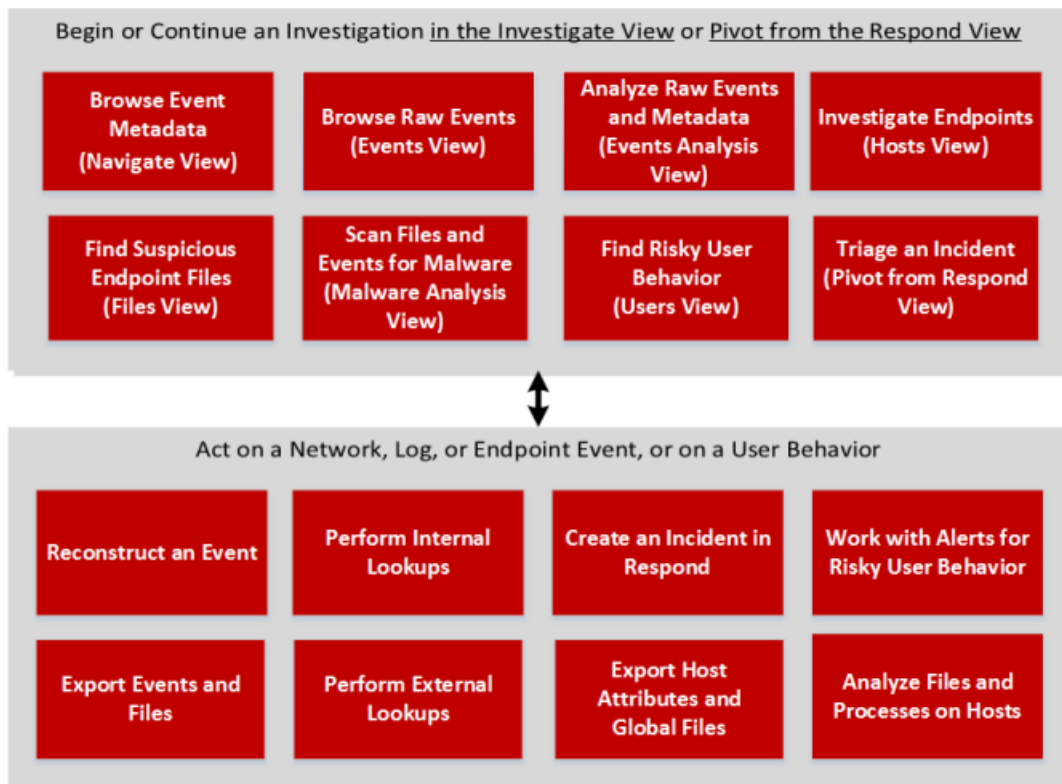 Begin or Continue an Investigation in the Investigate View or Pivot from the Respond View
Browse Event
Metadata
(Navigate View)
Browse Raw Events
(Events View)
Analyze Raw Events
and Metadata
(Events Analysis
View)
Investigate Endpoints
(Hosts View)
Find Suspicious
Endpoint Files
(Files View)
Scan Files and
Events for Malware
(Malware Analysis
View)
Find Risky User
Behavior
(Users View)
Triage an Incident
(Pivot from Respond
View)
Act on a Network, Log, or Endpoint Event, or on a User Behavior
Reconstruct an Event
Perform Internal
Lookups
Create an Incident in
Respond
Work with Alerts for
Risky User Behavior
Export Events and
Files
Perform External
Lookups
Export Host
Attributes and
Global Files
Analyze Files and
Processes on Hosts